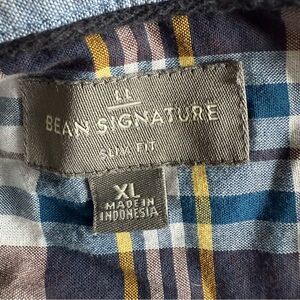 LL
BEAN SIGNATURE
SLIM FIT
XL
MADE IN
INDONESIA